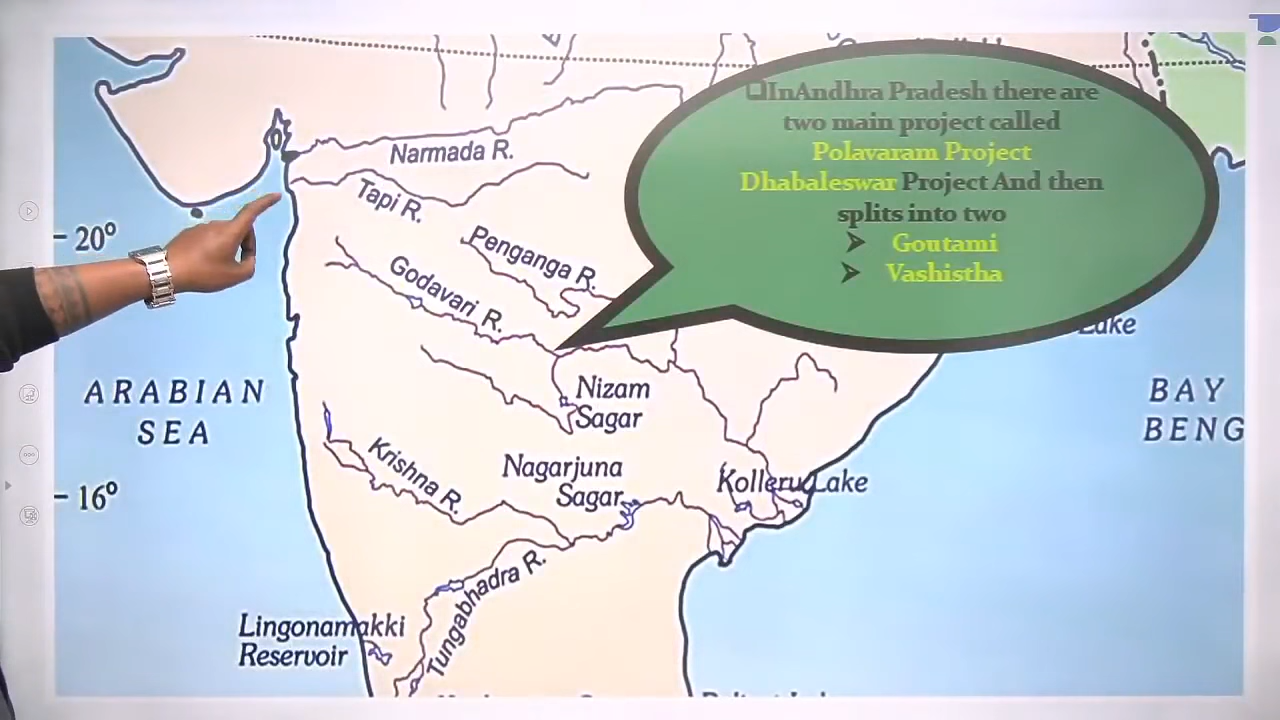 ❑InAndhra Pradesh there are
two main project called
Polavaram Project
Dhabaleswar Project And then
splits into two
➢ Goutami
➢ Vashistha
Narmada R.
Tapi R.
Penganga R.
20°
Godavari R.
Lake
ARABIAN
SEA
Nizam
Sagar
BAY
BENG
Krishna R.
Nagarjuna
Sagar
Kolleru Lake
16°
Tungabhadra R.
Lingonamakki
Reservoir